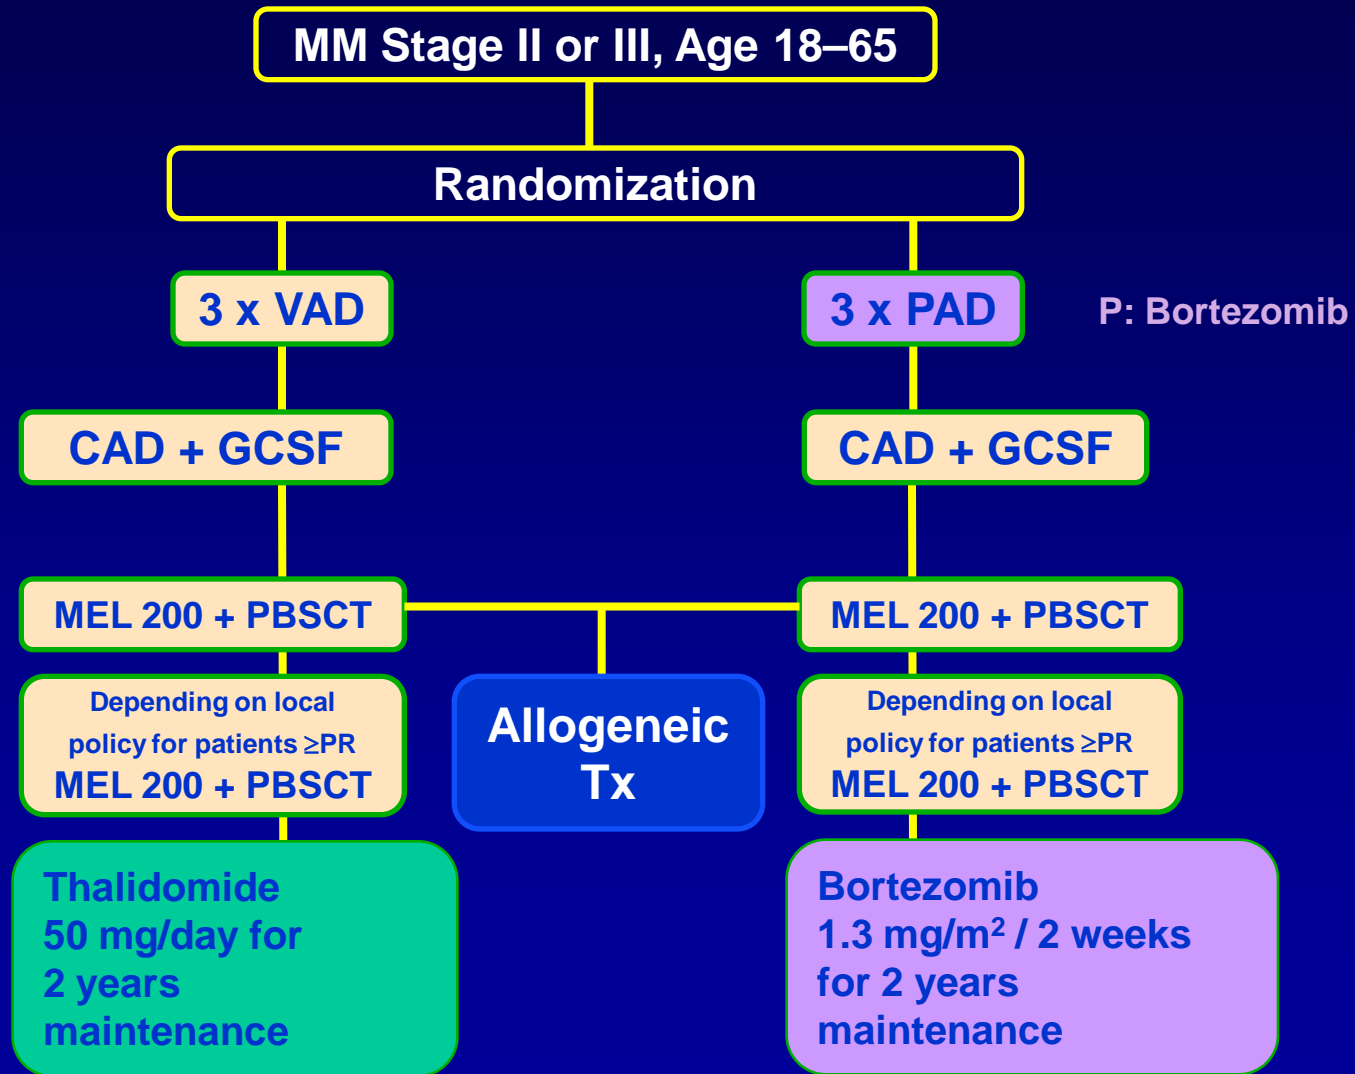 MM Stage II or III, Age 18–65
Randomization
3 x VAD
3 x PAD
P: Bortezomib
CAD + GCSF
CAD + GCSF
MEL 200 + PBSCT
MEL 200 + PBSCT
Depending on local
policy for patients ≥PR
MEL 200 + PBSCT
Allogeneic
Tx
Depending on local
policy for patients ≥PR
MEL 200 + PBSCT
Thalidomide
50 mg/day for
2 years
maintenance
Bortezomib
1.3 mg/m² / 2 weeks
for 2 years
maintenance